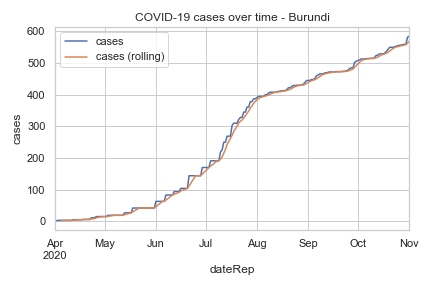 COVID-19 cases over time - Burundi
cases
cases (rolling)
600
500
400
300
200
100
0
cases
Apr May Jun Jul Aug Sep Oct Nov
2020
dateRep